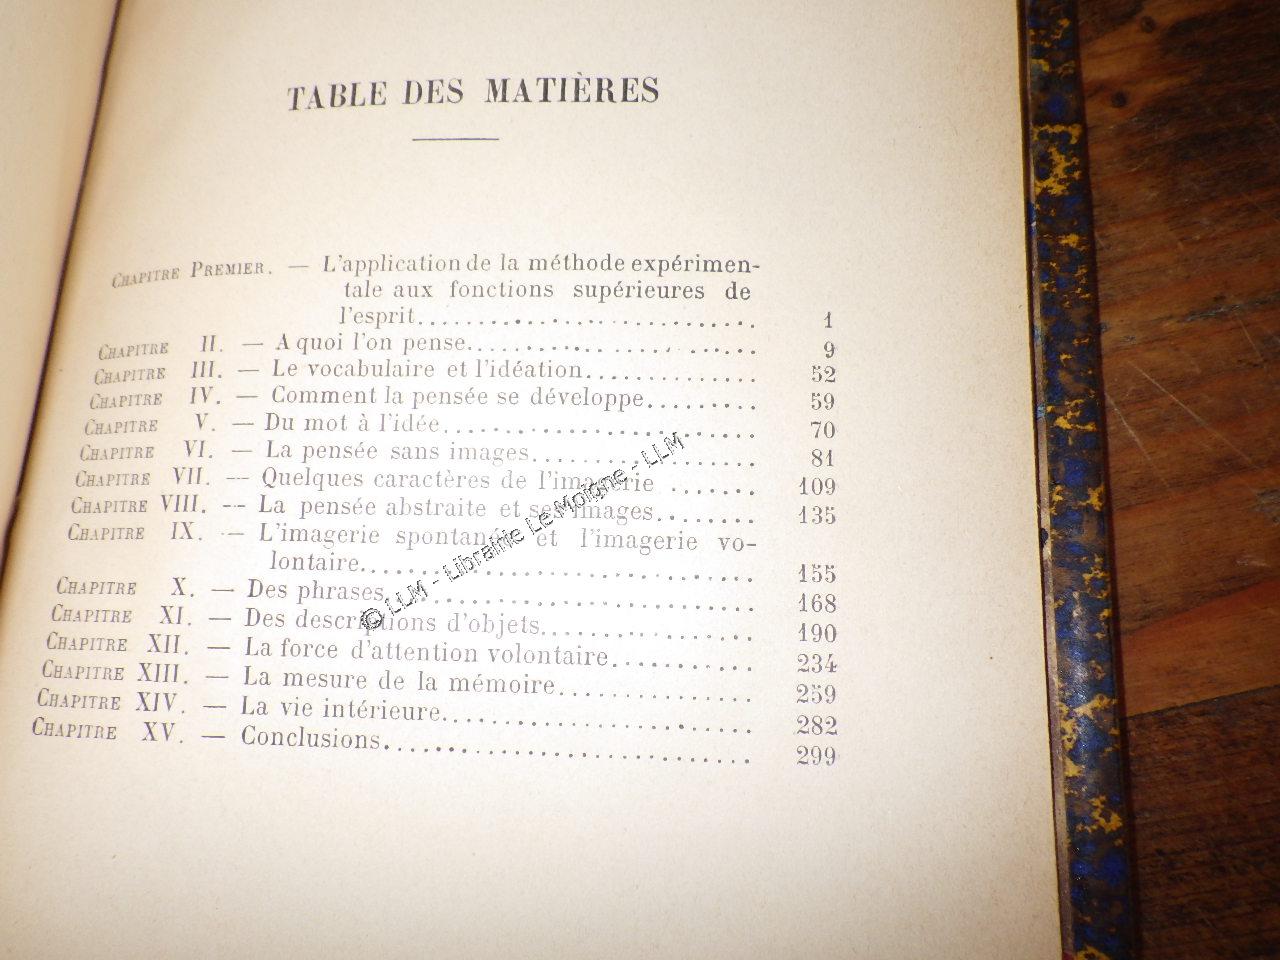 TABLE DES MATIÈRES
CHAPITRE PREMIER. — L'application de la méthode expérimen-
tale aux fonctions supérieures de
l'esprit............................ 1
CHAPITRE II. — A quoi l'on pense........................ 9
CHAPITRE III. — Le vocabulaire et l'idéation.............. 52
CHAPITRE IV. — Comment la pensée se développe......... 59
CHAPITRE V. — Du mot à l'idée.......................... 70
CHAPITRE VI. — La pensée sans images.................. 81
CHAPITRE VII. — Quelques caractères de l'imagerie ....... 109
CHAPITRE VIII. — La pensée abstraite et ses images........ 135
CHAPITRE IX. — L'imagerie spontanée et l'imagerie vo-
lontaire.............................. 155
CHAPITRE X. — Des phrases............................ 168
CHAPITRE XI. — Des descriptions d'objets................ 190
CHAPITRE XII. — La force d'attention volontaire........... 234
CHAPITRE XIII. — La mesure de la mémoire............... 259
CHAPITRE XIV. — La vie intérieure........................ 282
CHAPITRE XV. — Conclusions............................ 299
© LLM - Librairie Le Moigne - LLM